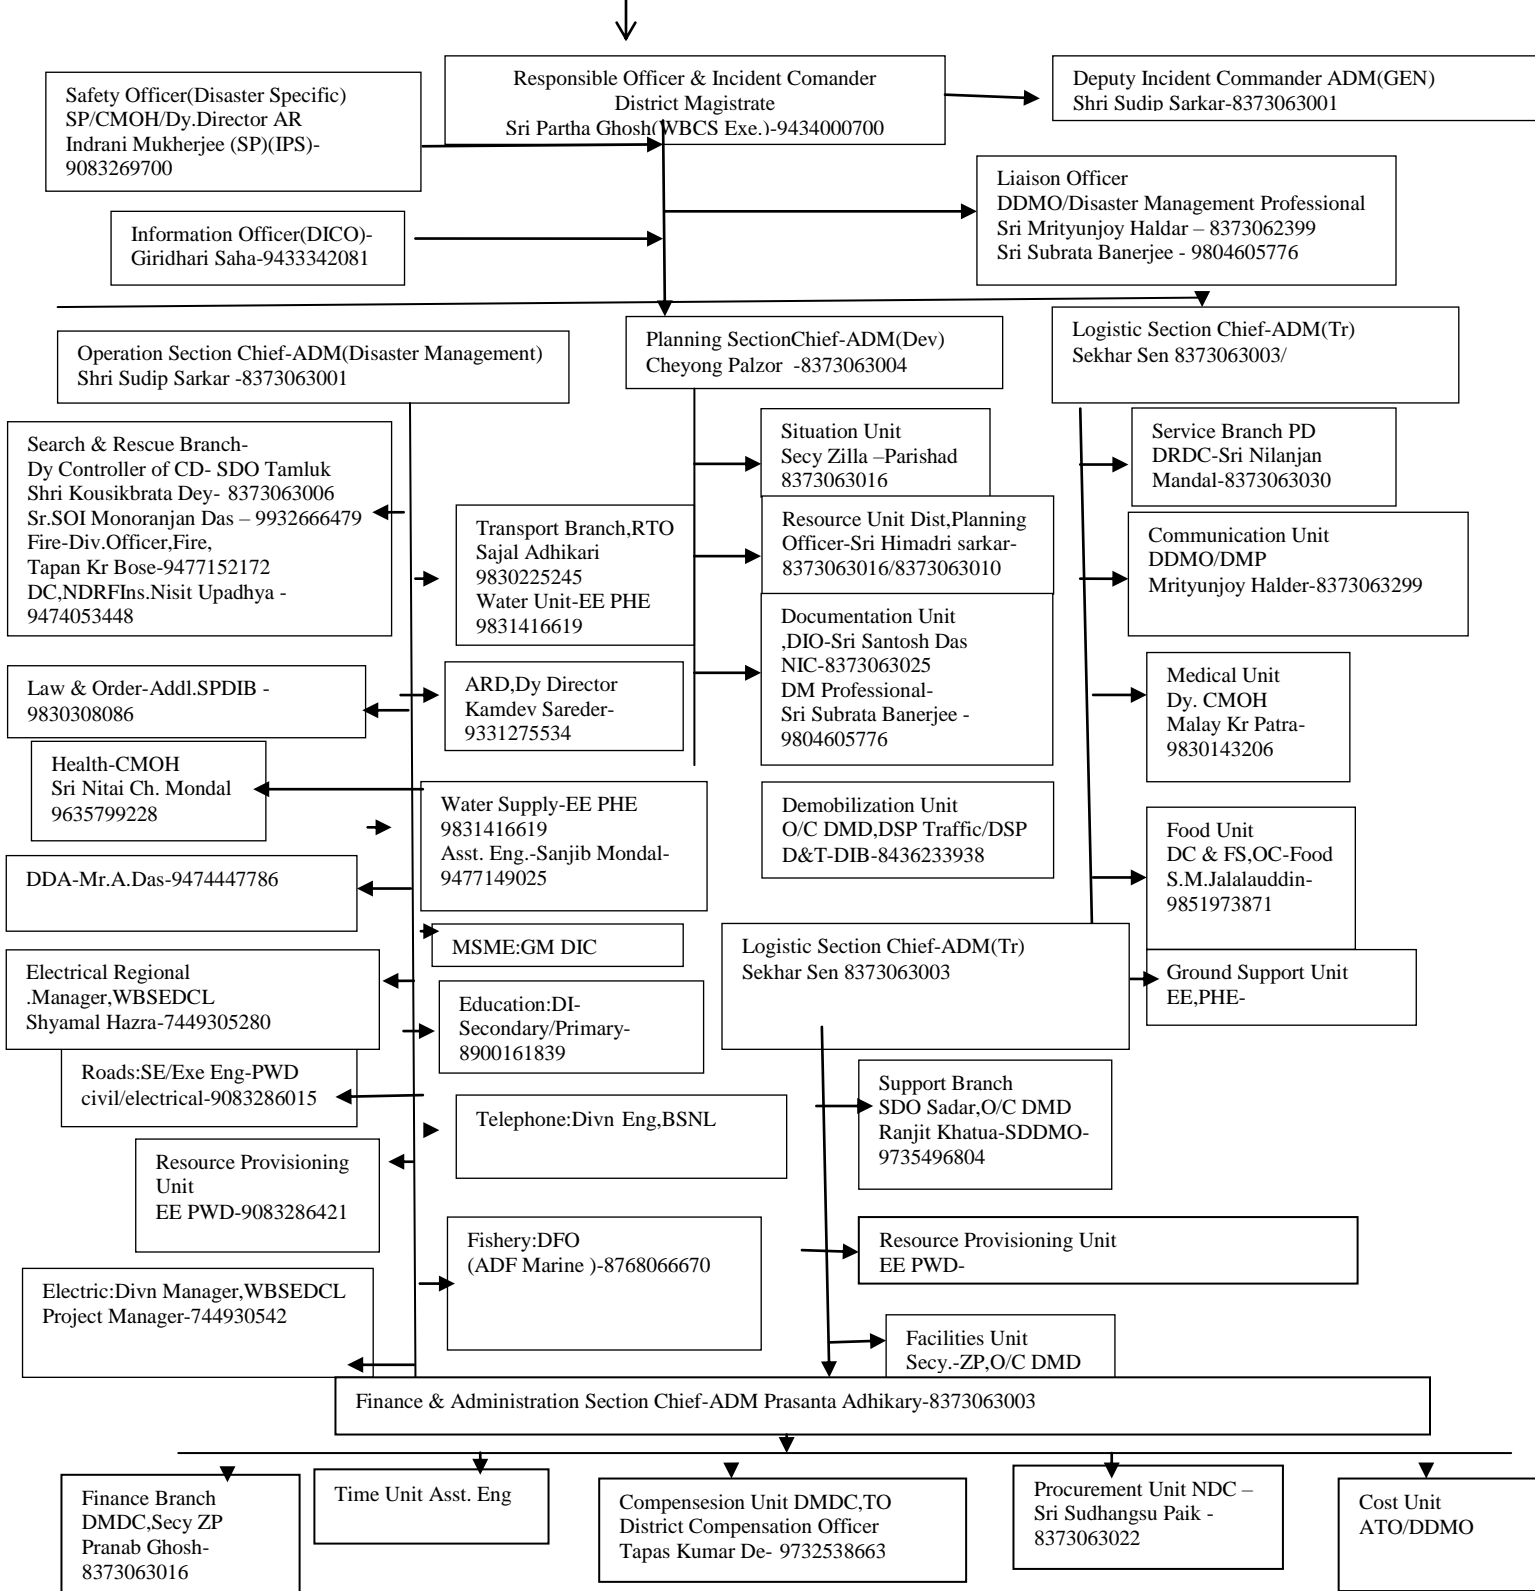 Responsible Officer & Incident Comander
District Magistrate
Sri Partha Ghosh(WBCS Exe.)-9434000700
Deputy Incident Commander ADM(GEN)
Shri Sudip Sarkar-8373063001
Safety Officer(Disaster Specific)
SP/CMOH/Dy.Director AR
Indrani Mukherjee (SP)(IPS)-
9083269700
Liaison Officer
DDMO/Disaster Management Professional
Sri Mrityunjoy Haldar – 8373062399
Sri Subrata Banerjee - 9804605776
Information Officer(DICO)-
Giridhari Saha-9433342081
Operation Section Chief-ADM(Disaster Management)
Shri Sudip Sarkar -8373063001
Planning SectionChief-ADM(Dev)
Cheyong Palzor -8373063004
Logistic Section Chief-ADM(Tr)
Sekhar Sen 8373063003/
Search & Rescue Branch-
Dy Controller of CD- SDO Tamluk
Shri Kousikbrata Dey- 8373063006
Sr.SOI Monoranjan Das – 9932666479
Fire-Div.Officer,Fire,
Tapan Kr Bose-9477152172
DC,NDRFIns.Nisit Upadhya -
9474053448
Transport Branch,RTO
Sajal Adhikari
9830225245
Water Unit-EE PHE
9831416619
Situation Unit
Secy Zilla –Parishad
8373063016
Resource Unit Dist,Planning
Officer-Sri Himadri sarkar-
8373063016/8373063010
Documentation Unit
,DIO-Sri Santosh Das
NIC-8373063025
DM Professional-
Sri Subrata Banerjee -
9804605776
Service Branch PD
DRDC-Sri Nilanjan
Mandal-8373063030
Communication Unit
DDMO/DMP
Mrityunjoy Halder-8373063299
Law & Order-Addl.SPDIB -
9830308086
ARD,Dy Director
Kamdev Sareder-
9331275534
Medical Unit
Dy. CMOH
Malay Kr Patra-
9830143206
Health-CMOH
Sri Nitai Ch. Mondal
9635799228
Water Supply-EE PHE
9831416619
Asst. Eng.-Sanjib Mondal-
9477149025
Demobilization Unit
O/C DMD,DSP Traffic/DSP
D&T-DIB-8436233938
Food Unit
DC & FS,OC-Food
S.M.Jalalauddin-
9851973871
DDA-Mr.A.Das-9474447786
MSME:GM DIC
Logistic Section Chief-ADM(Tr)
Sekhar Sen 8373063003
Ground Support Unit
EE,PHE-
Electrical Regional
.Manager,WBSEDCL
Shyamal Hazra-7449305280
Education:DI-
Secondary/Primary-
8900161839
Roads:SE/Exe Eng-PWD
civil/electrical-9083286015
Telephone:Divn Eng,BSNL
Support Branch
SDO Sadar,O/C DMD
Ranjit Khatua-SDDMO-
9735496804
Resource Provisioning
Unit
EE PWD-9083286421
Fishery:DFO
(ADF Marine )-8768066670
Resource Provisioning Unit
EE PWD-
Electric:Divn Manager,WBSEDCL
Project Manager-744930542
Facilities Unit
Secy.-ZP,O/C DMD
Finance & Administration Section Chief-ADM Prasanta Adhikary-8373063003
Finance Branch
DMDC,Secy ZP
Pranab Ghosh-
8373063016
Time Unit Asst. Eng
Compensesion Unit DMDC,TO
District Compensation Officer
Tapas Kumar De- 9732538663
Procurement Unit NDC –
Sri Sudhangsu Paik -
8373063022
Cost Unit
ATO/DDMO